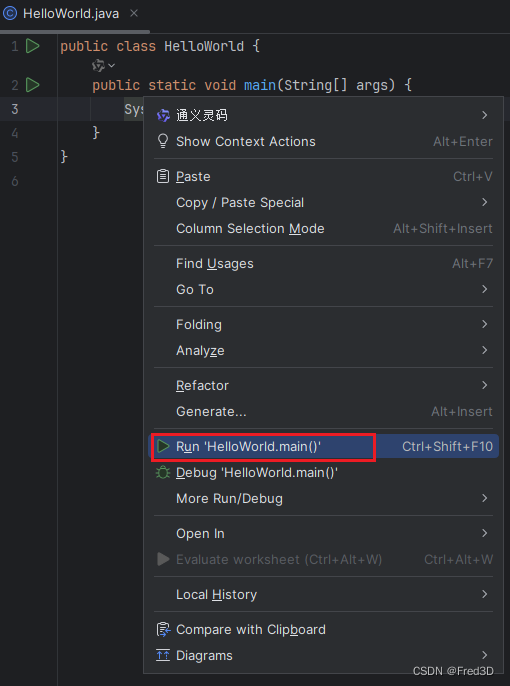 HelloWorld.java
1 public class HelloWorld {
2 public static void main(String[] args) {
3 Sys
4 }
5 }
6
通义灵码
Show Context Actions Alt+Enter
Paste Ctrl+V
Copy / Paste Special
Column Selection Mode Alt+Shift+Insert
Find Usages Alt+F7
Go To
Folding
Analyze
Refactor
Generate... Alt+Insert
Run 'HelloWorld.main()' Ctrl+Shift+F10
Debug 'HelloWorld.main()'
More Run/Debug
Open In
Evaluate worksheet (Ctrl+Alt+W) Ctrl+Alt+W
Local History
Compare with Clipboard
Diagrams
CSDN @Fred3D